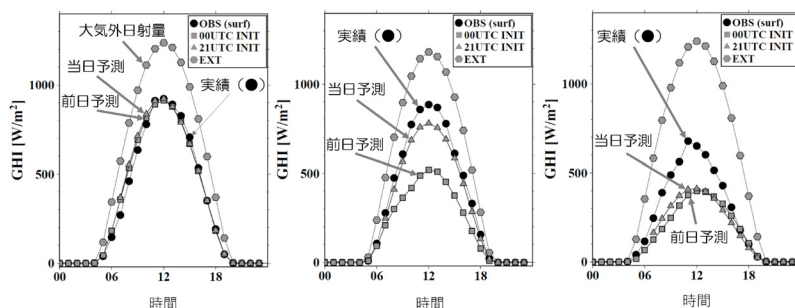 GHI [W/m²]
1000
500
0
00 06 12 18
時間
大気外日射量
当日予測
前日予測
実績（●）
OBS (surf)
00UTC INIT
21UTC INIT
EXT
GHI [W/m²]
1000
500
0
00 06 12 18
時間
実績（●）
当日予測
前日予測
OBS (surf)
00UTC INIT
21UTC INIT
EXT
GHI [W/m²]
1000
500
0
00 06 12 18
時間
実績（●）
当日予測
前日予測
OBS (surf)
00UTC INIT
21UTC INIT
EXT